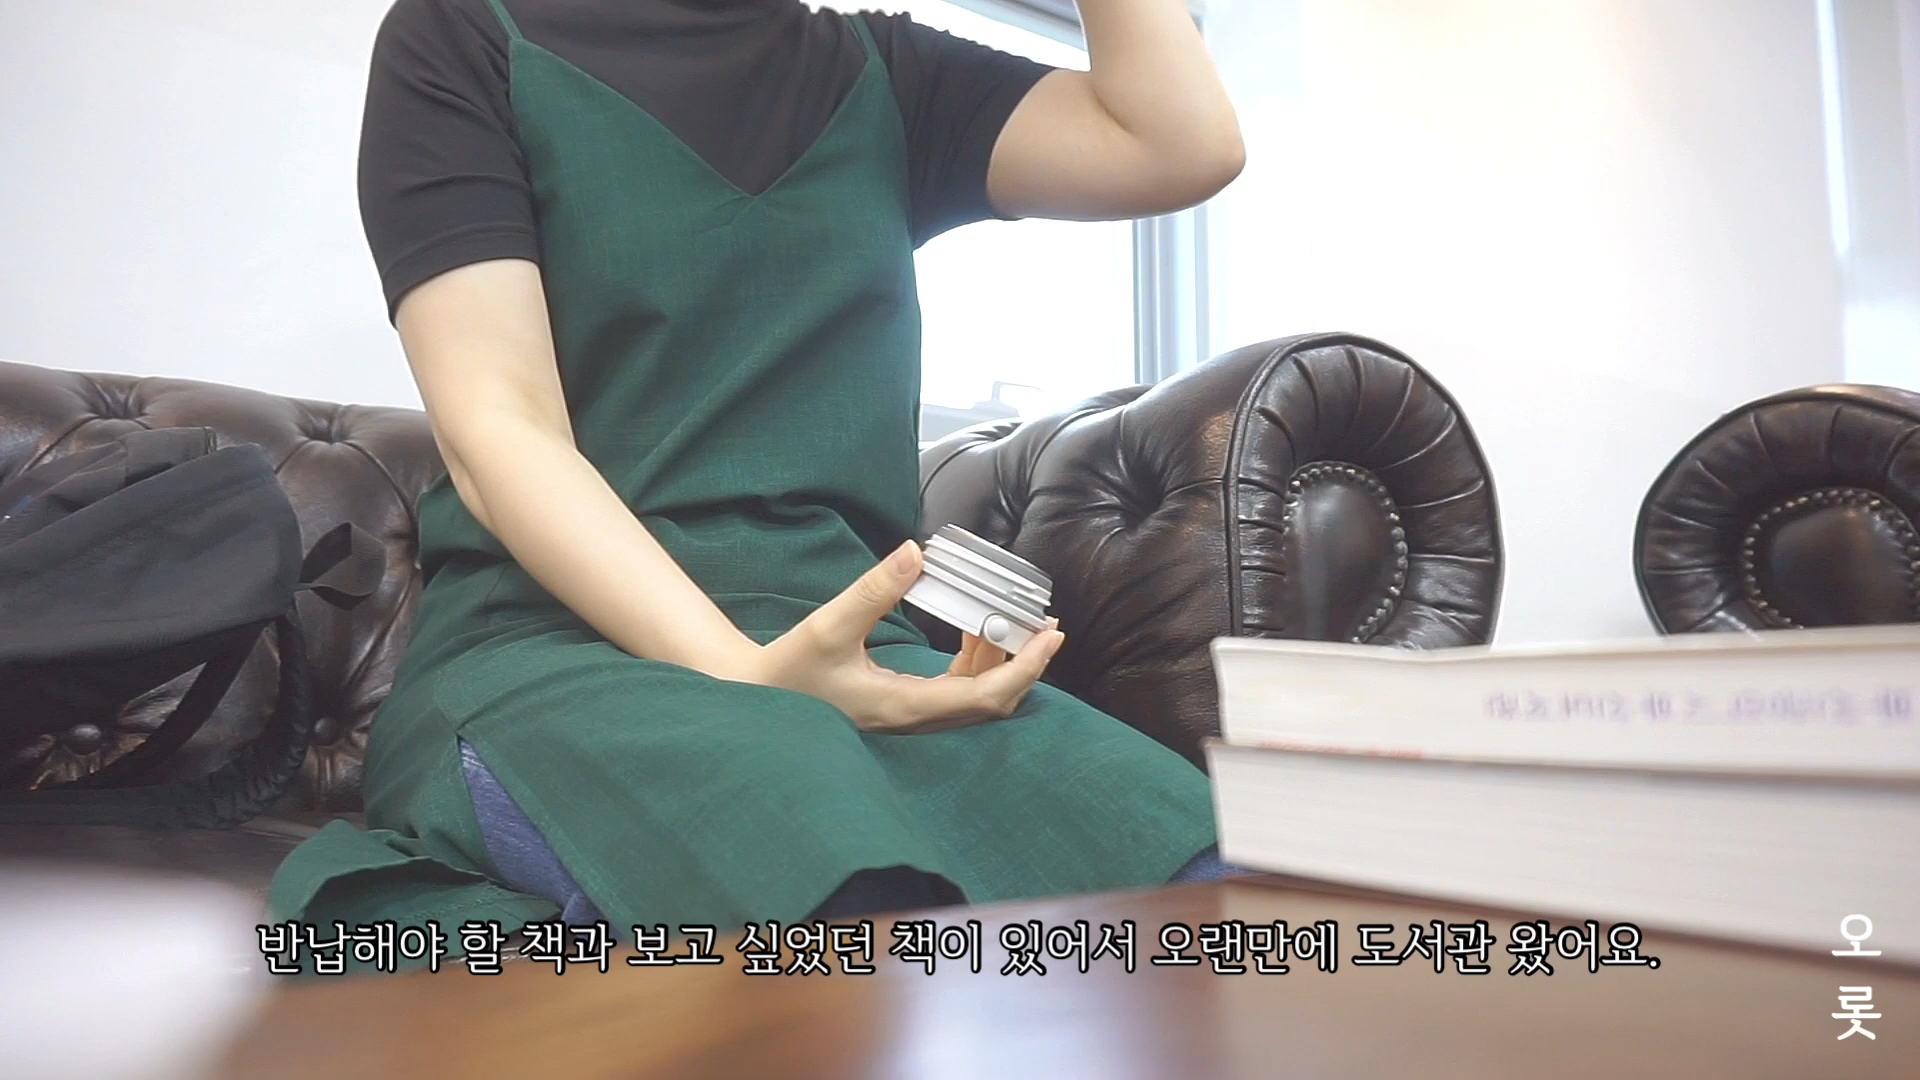 반납해야 할 책과 보고 싶었던 책이 있어서 오랜만에 도서관 왔어요.
오
롯